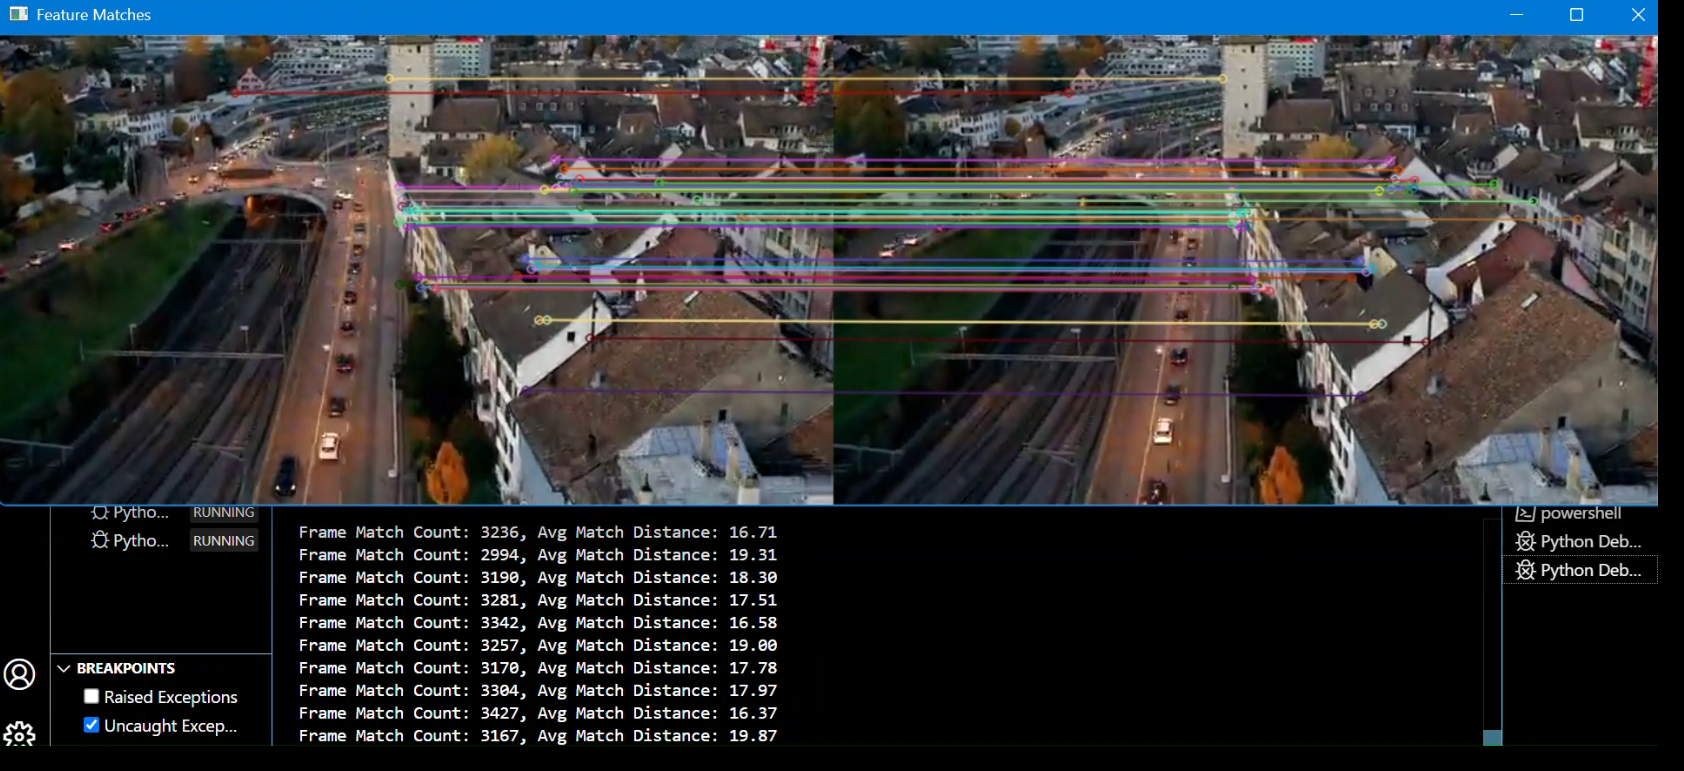 Feature Matches
Pytho... RUNNING
Pytho... RUNNING
BREAKPOINTS
Raised Exceptions
Uncaught Excep...
Frame Match Count: 3236, Avg Match Distance: 16.71
Frame Match Count: 2994, Avg Match Distance: 19.31
Frame Match Count: 3190, Avg Match Distance: 18.30
Frame Match Count: 3281, Avg Match Distance: 17.51
Frame Match Count: 3342, Avg Match Distance: 16.58
Frame Match Count: 3257, Avg Match Distance: 19.00
Frame Match Count: 3170, Avg Match Distance: 17.78
Frame Match Count: 3304, Avg Match Distance: 17.97
Frame Match Count: 3427, Avg Match Distance: 16.37
Frame Match Count: 3167, Avg Match Distance: 19.87
powershell
Python Deb...
Python Deb...